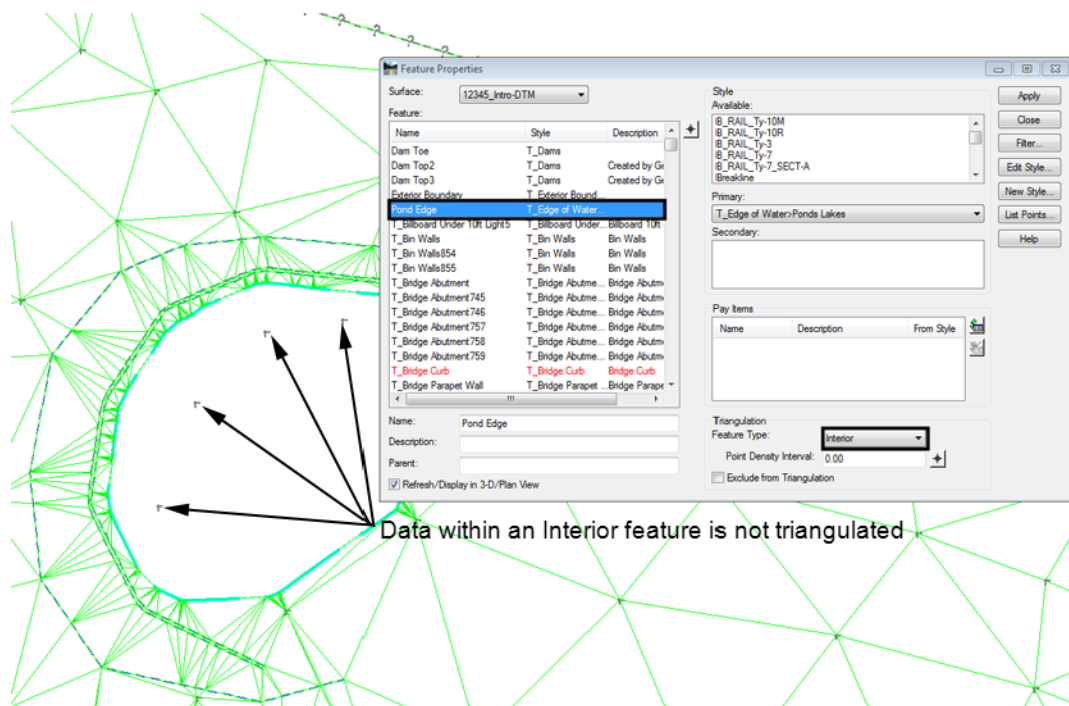 Feature Properties
Surface: 12345_Intro-DTM
Feature:
Name Style Description
Dam Toe T_Dams
Dam Top2 T_Dams Created by Ge
Dam Top3 T_Dams Created by Ge
Exterior Boundary T_Exterior Bound...
Pond Edge T_Edge of Water...
T_Billboard Under 10ft Light5 T_Billboard Under... Billboard 10ft
T_Bin Walls T_Bin Walls Bin Walls
T_Bin Walls854 T_Bin Walls Bin Walls
T_Bin Walls855 T_Bin Walls Bin Walls
T_Bridge Abutment T_Bridge Abutme... Bridge Abutm
T_Bridge Abutment745 T_Bridge Abutme... Bridge Abutm
T_Bridge Abutment746 T_Bridge Abutme... Bridge Abutm
T_Bridge Abutment757 T_Bridge Abutme... Bridge Abutm
T_Bridge Abutment758 T_Bridge Abutme... Bridge Abutm
T_Bridge Abutment759 T_Bridge Abutme... Bridge Abutm
T_Bridge Curb T_Bridge Curb Bridge Curb
T_Bridge Parapet Wall T_Bridge Parapet ... Bridge Parape
Name: Pond Edge
Description:
Parent:
Refresh/Display in 3-D/Plan View
Style
Available:
IB_RAIL_Ty-10M
IB_RAIL_Ty-10R
IB_RAIL_Ty-3
IB_RAIL_Ty-7
IB_RAIL_Ty-7_SECT-A
Breakline
Primary:
T_Edge of Water>Ponds Lakes
Secondary:
Pay Items
Name Description From Style
Triangulation
Feature Type: Interior
Point Density Interval: 0.00
Exclude from Triangulation
Apply
Close
Filter...
Edit Style...
New Style...
List Points...
Help
Data within an Interior feature is not triangulated
? ? ? ?